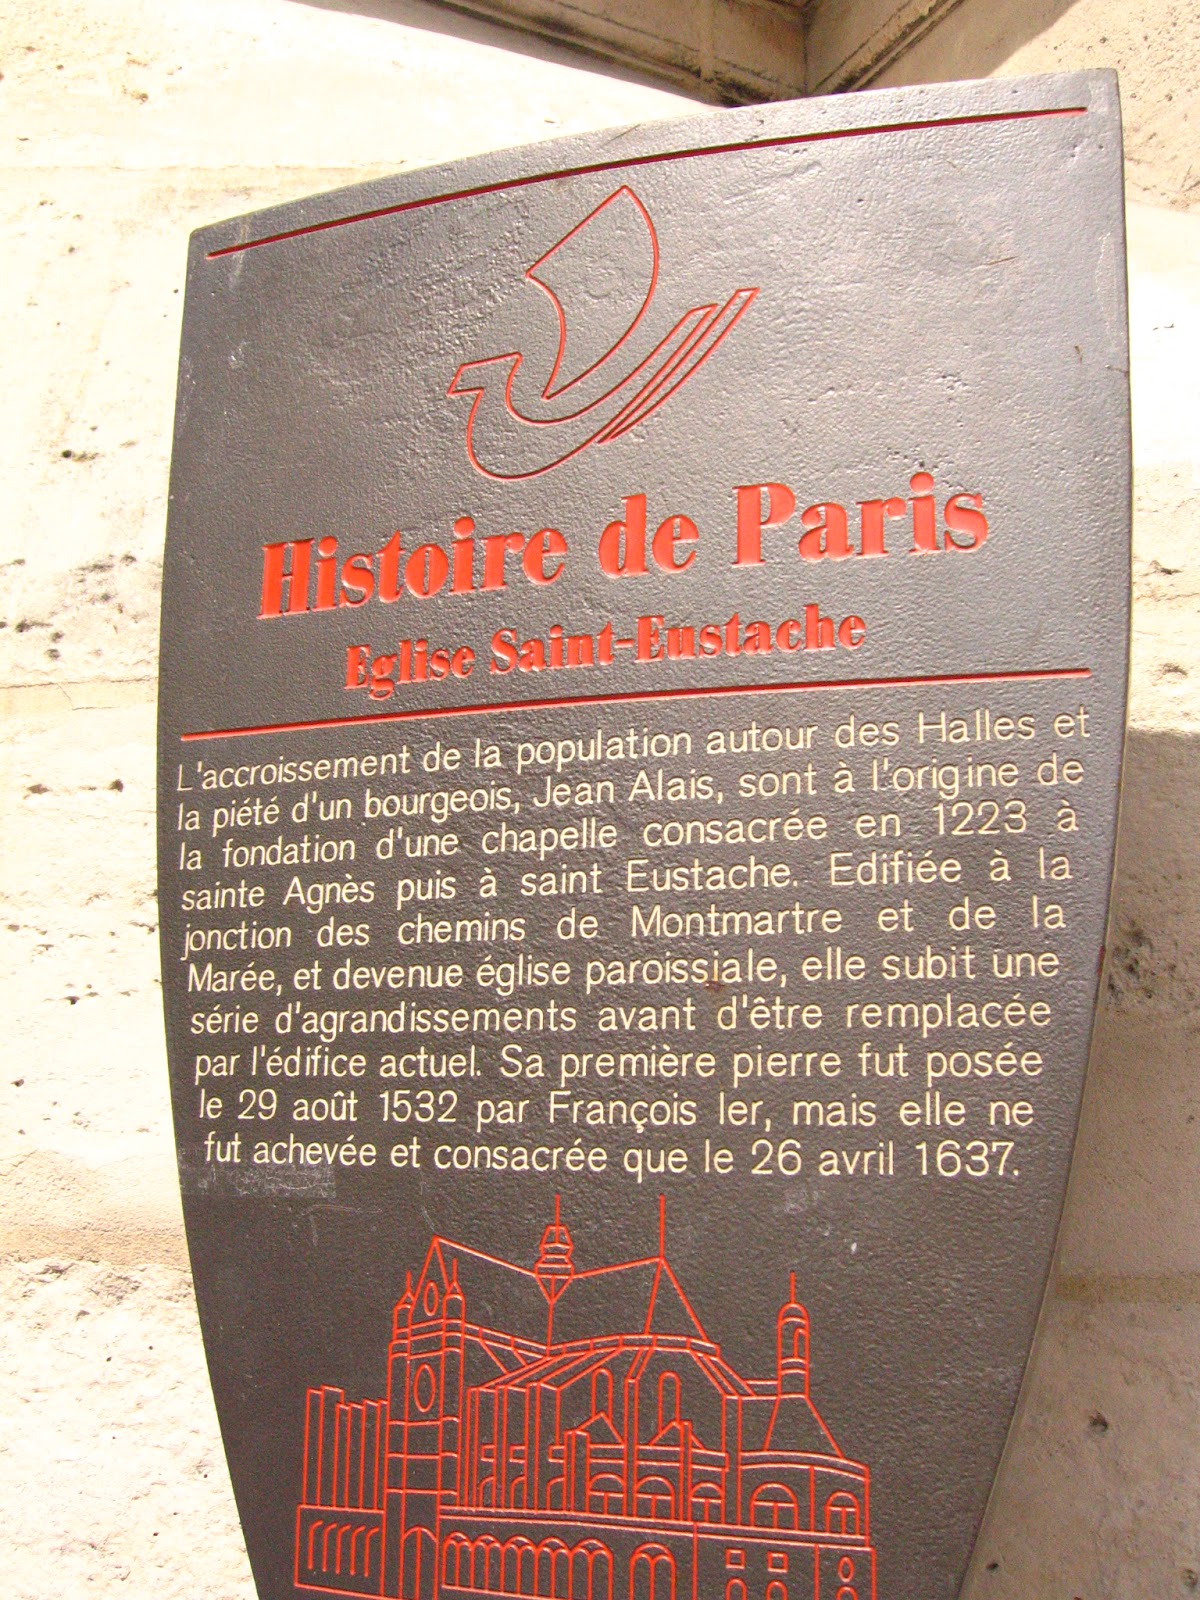 Histoire de Paris
Eglise Saint-Eustache
L'accroissement de la population autour des Halles et
la piété d'un bourgeois, Jean Alais, sont à l'origine de
la fondation d'une chapelle consacrée en 1223 à
sainte Agnès puis à saint Eustache. Edifiée à la
jonction des chemins de Montmartre et de la
Marée, et devenue église paroissiale, elle subit une
série d'agrandissements avant d'être remplacée
par l'édifice actuel. Sa première pierre fut posée
le 29 août 1532 par François Ier, mais elle ne
fut achevée et consacrée que le 26 avril 1637.